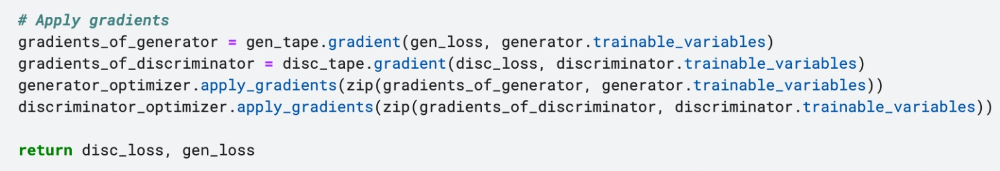 # Apply gradients
gradients_of_generator = gen_tape.gradient(gen_loss, generator.trainable_variables)
gradients_of_discriminator = disc_tape.gradient(disc_loss, discriminator.trainable_variables)
generator_optimizer.apply_gradients(zip(gradients_of_generator, generator.trainable_variables))
discriminator_optimizer.apply_gradients(zip(gradients_of_discriminator, discriminator.trainable_variables))
return disc_loss, gen_loss